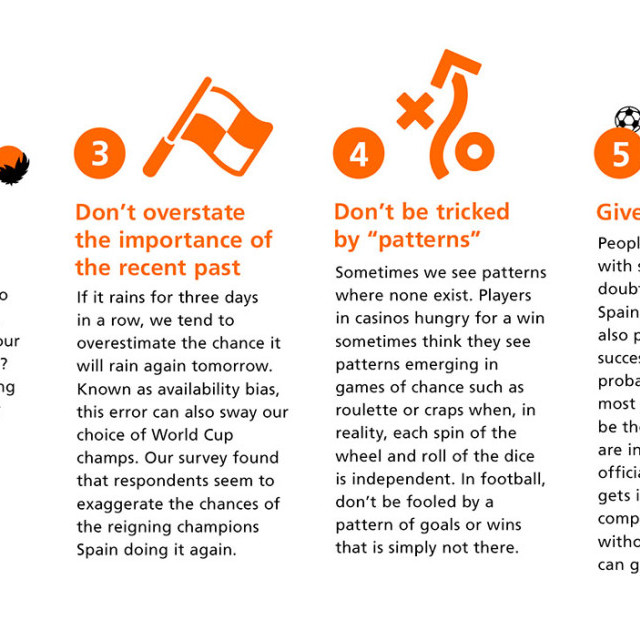 o
our
?
ng
3
Don't overstate
the importance of
the recent past
If it rains for three days
in a row, we tend to
overestimate the chance it
will rain again tomorrow.
Known as availability bias,
this error can also sway our
choice of World Cup
champs. Our survey found
that respondents seem to
exaggerate the chances of
the reigning champions
Spain doing it again.
4
Don't be tricked
by “patterns”
Sometimes we see patterns
where none exist. Players
in casinos hungry for a win
sometimes think they see
patterns emerging in
games of chance such as
roulette or craps when, in
reality, each spin of the
wheel and roll of the dice
is independent. In football,
don't be fooled by a
pattern of goals or wins
that is simply not there.
5
Give
Peopl
with s
doubt
Spain
also p
succes
proba
most
be the
are in
officia
gets i
comp
witho
can g